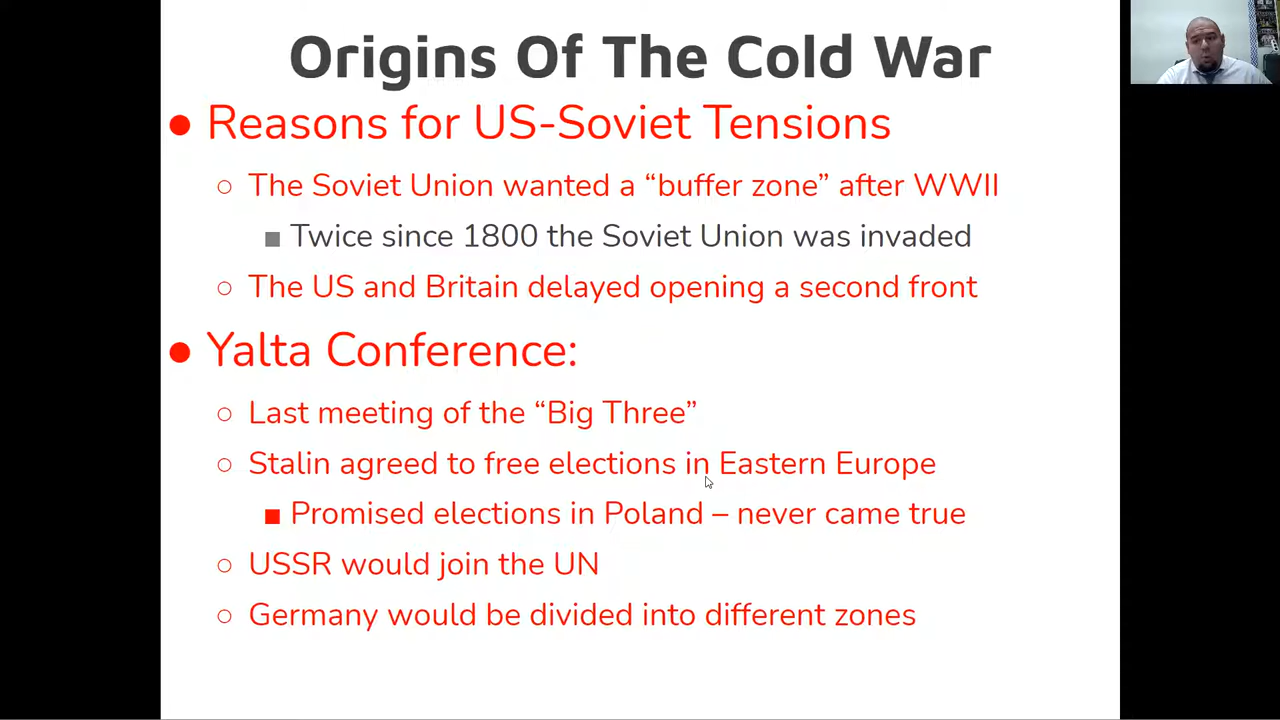 Origins Of The Cold War
● Reasons for US-Soviet Tensions
○ The Soviet Union wanted a “buffer zone” after WWII
■ Twice since 1800 the Soviet Union was invaded
○ The US and Britain delayed opening a second front
● Yalta Conference:
○ Last meeting of the “Big Three”
○ Stalin agreed to free elections in Eastern Europe
■ Promised elections in Poland – never came true
○ USSR would join the UN
○ Germany would be divided into different zones